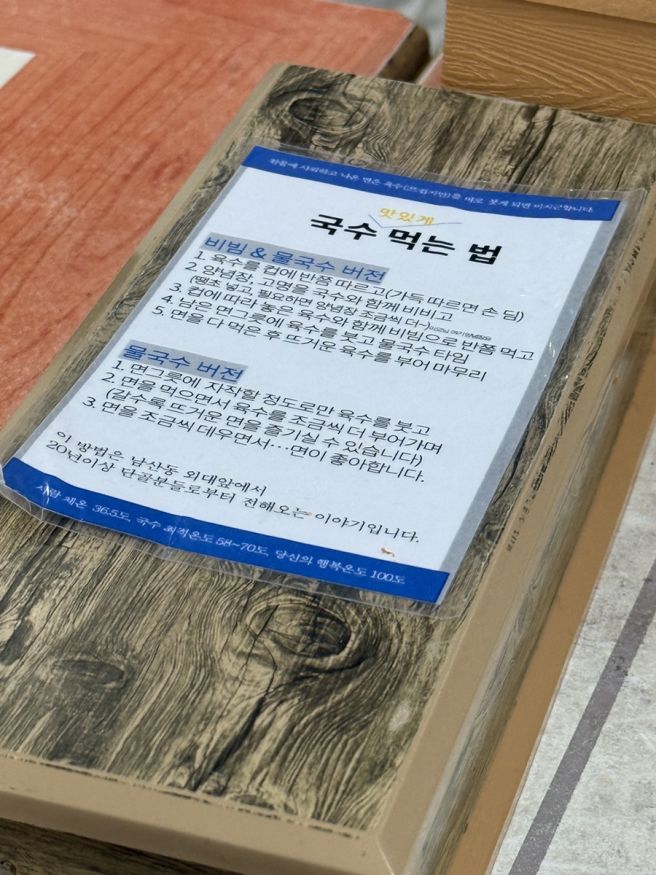 찬물에 샤워하고 나온 면은 육수(뜨겁지만)를 바로 붓게 되면 미지근합니다.
맛있게
국수 먹는 법
비빔 & 물국수 버전
1. 육수를 컵에 반쯤 따르고(가득 따르면 손 딤)
2. 양념장, 고명을 국수와 함께 비비고
(땡초 넣고, 필요하면 양념장 조금씩 더~)
3. 컵에 따라 놓은 육수와 함께 비빔으로 반쯤 먹고
4. 남은 면그릇에 육수를 붓고 물국수 타임
5. 면을 다 먹은 후 뜨거운 육수를 부어 마무리
물국수 버전
1. 면그릇에 자작할 정도로만 육수를 붓고
2. 면을 먹으면서 육수를 조금씩 더 부어가며
(갈수록 뜨거운 면을 즐기실 수 있습니다)
3. 면을 조금씩 데우면서…면이 좋아합니다.
이 방법은 남산동 외대앞에서
20년이상 단골분들로부터 전해오는 이야기입니다.
사람 체온 36.5도, 국수 최적온도 58~70도, 당신의 행복온도 100도